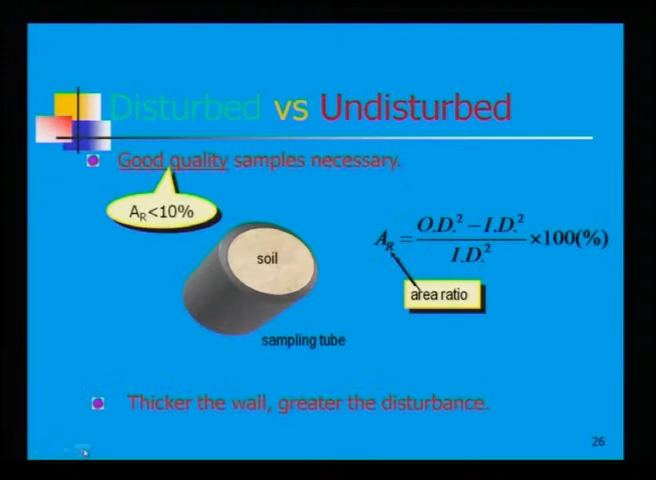 Disturbed vs Undisturbed
Good quality samples necessary.
A_R<10%
A_R = (O.D.² − I.D.²) / I.D.² ×100(%)
soil
area ratio
sampling tube
Thicker the wall, greater the disturbance.
26